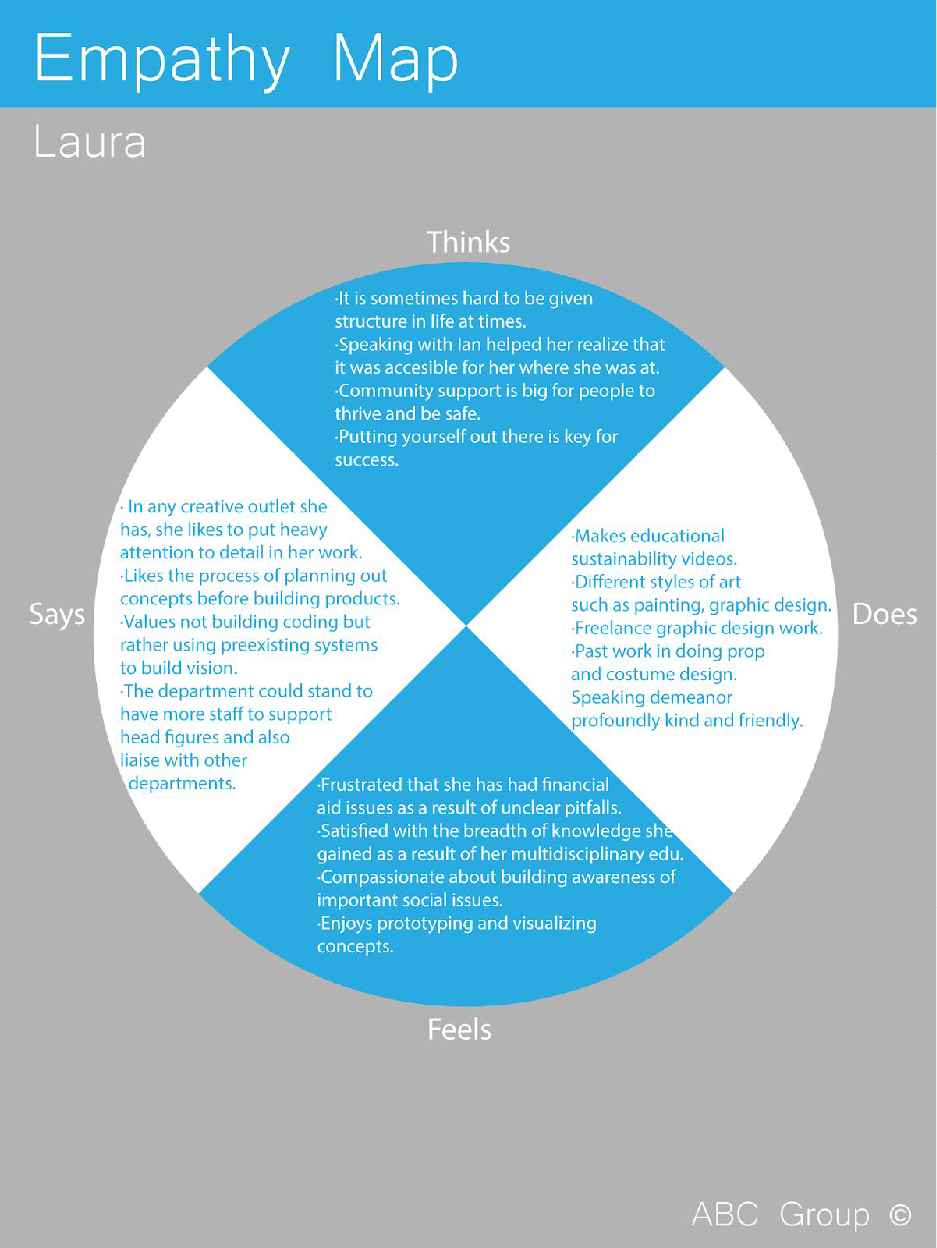 Empathy Map
Laura
Thinks
·It is sometimes hard to be given
structure in life at times.
·Speaking with Ian helped her realize that
it was accesible for her where she was at.
·Community support is big for people to
thrive and be safe.
·Putting yourself out there is key for
success.
Says
· In any creative outlet she
has, she likes to put heavy
attention to detail in her work.
·Likes the process of planning out
concepts before building products.
·Values not building coding but
rather using preexisting systems
to build vision.
·The department could stand to
have more staff to support
head figures and also
liaise with other
departments.
·Makes educational
sustainability videos.
·Different styles of art
such as painting, graphic design.
·Freelance graphic design work.
·Past work in doing prop
and costume design.
Speaking demeanor
profoundly kind and friendly.
Does
·Frustrated that she has had financial
aid issues as a result of unclear pitfalls.
·Satisfied with the breadth of knowledge she
gained as a result of her multidisciplinary edu.
·Compassionate about building awareness of
important social issues.
·Enjoys prototyping and visualizing
concepts.
Feels
ABC Group ©